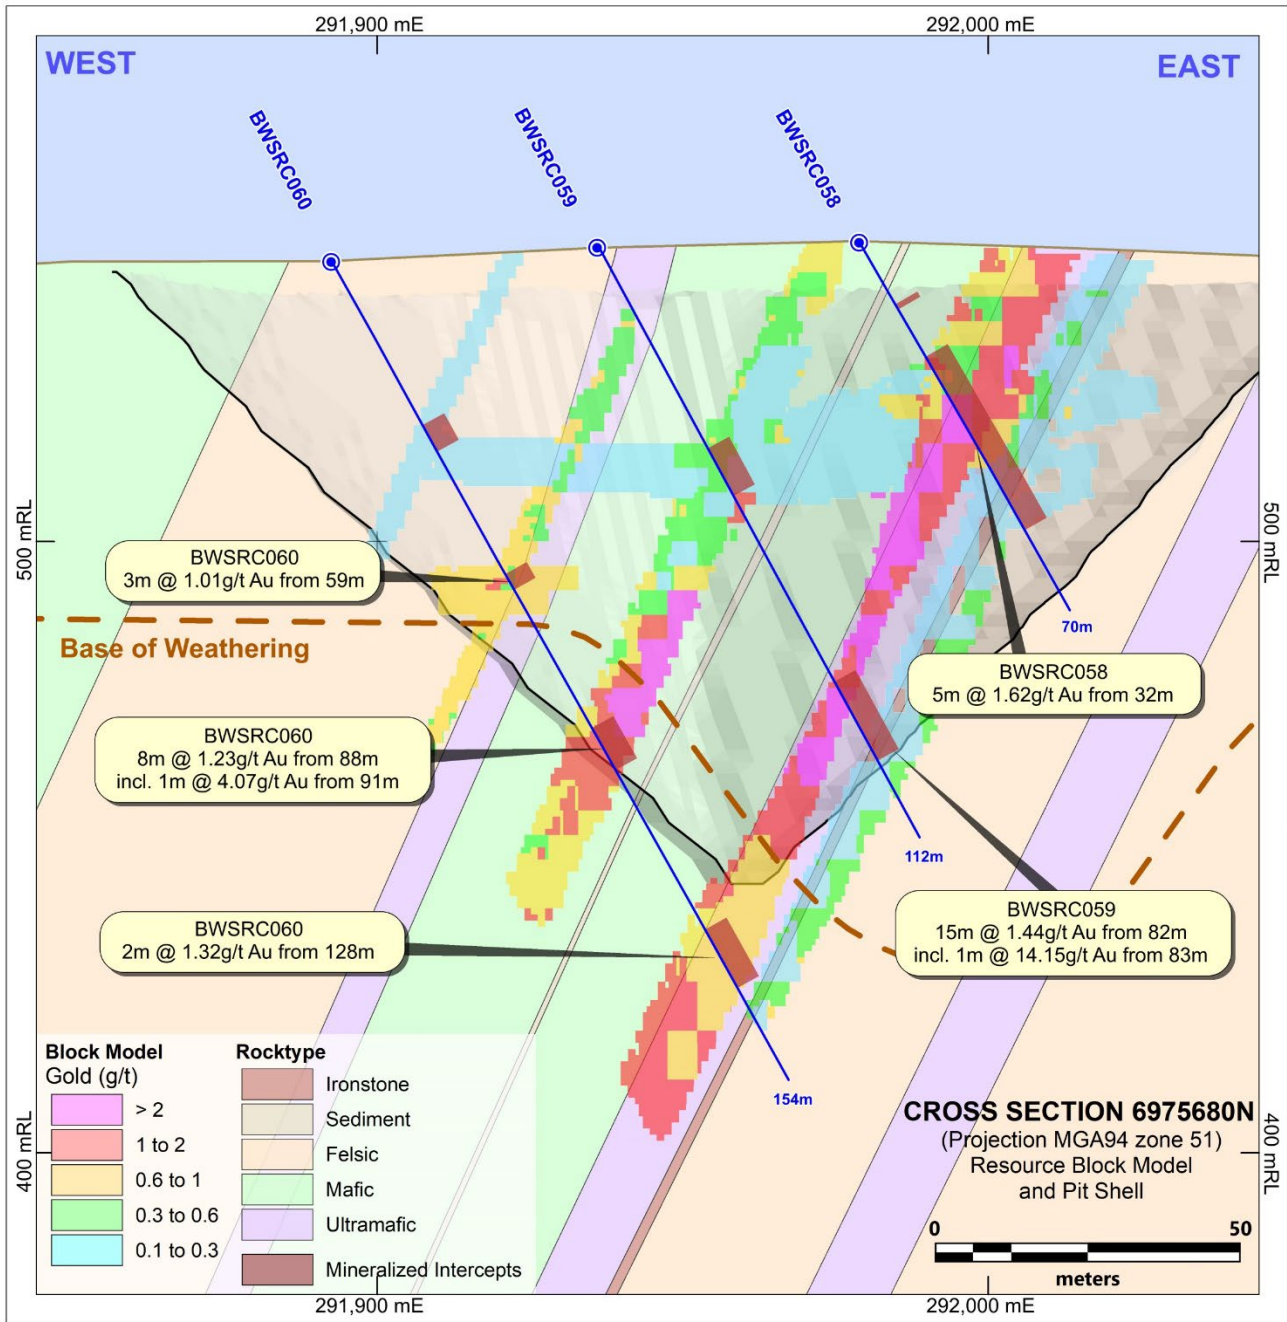 291,900 mE
292,000 mE
WEST
EAST
BWSRC060
BWSRC059
BWSRC058
500 mRL
500 mRL
BWSRC060
3m @ 1.01g/t Au from 59m
Base of Weathering
70m
BWSRC058
5m @ 1.62g/t Au from 32m
BWSRC060
8m @ 1.23g/t Au from 88m
incl. 1m @ 4.07g/t Au from 91m
112m
BWSRC059
15m @ 1.44g/t Au from 82m
incl. 1m @ 14.15g/t Au from 83m
BWSRC060
2m @ 1.32g/t Au from 128m
154m
Block Model
Gold (g/t)
> 2
1 to 2
0.6 to 1
0.3 to 0.6
0.1 to 0.3
Rocktype
Ironstone
Sediment
Felsic
Mafic
Ultramafic
Mineralized Intercepts
400 mRL
400 mRL
CROSS SECTION 6975680N
(Projection MGA94 zone 51)
Resource Block Model
and Pit Shell
0
50
meters
291,900 mE
292,000 mE